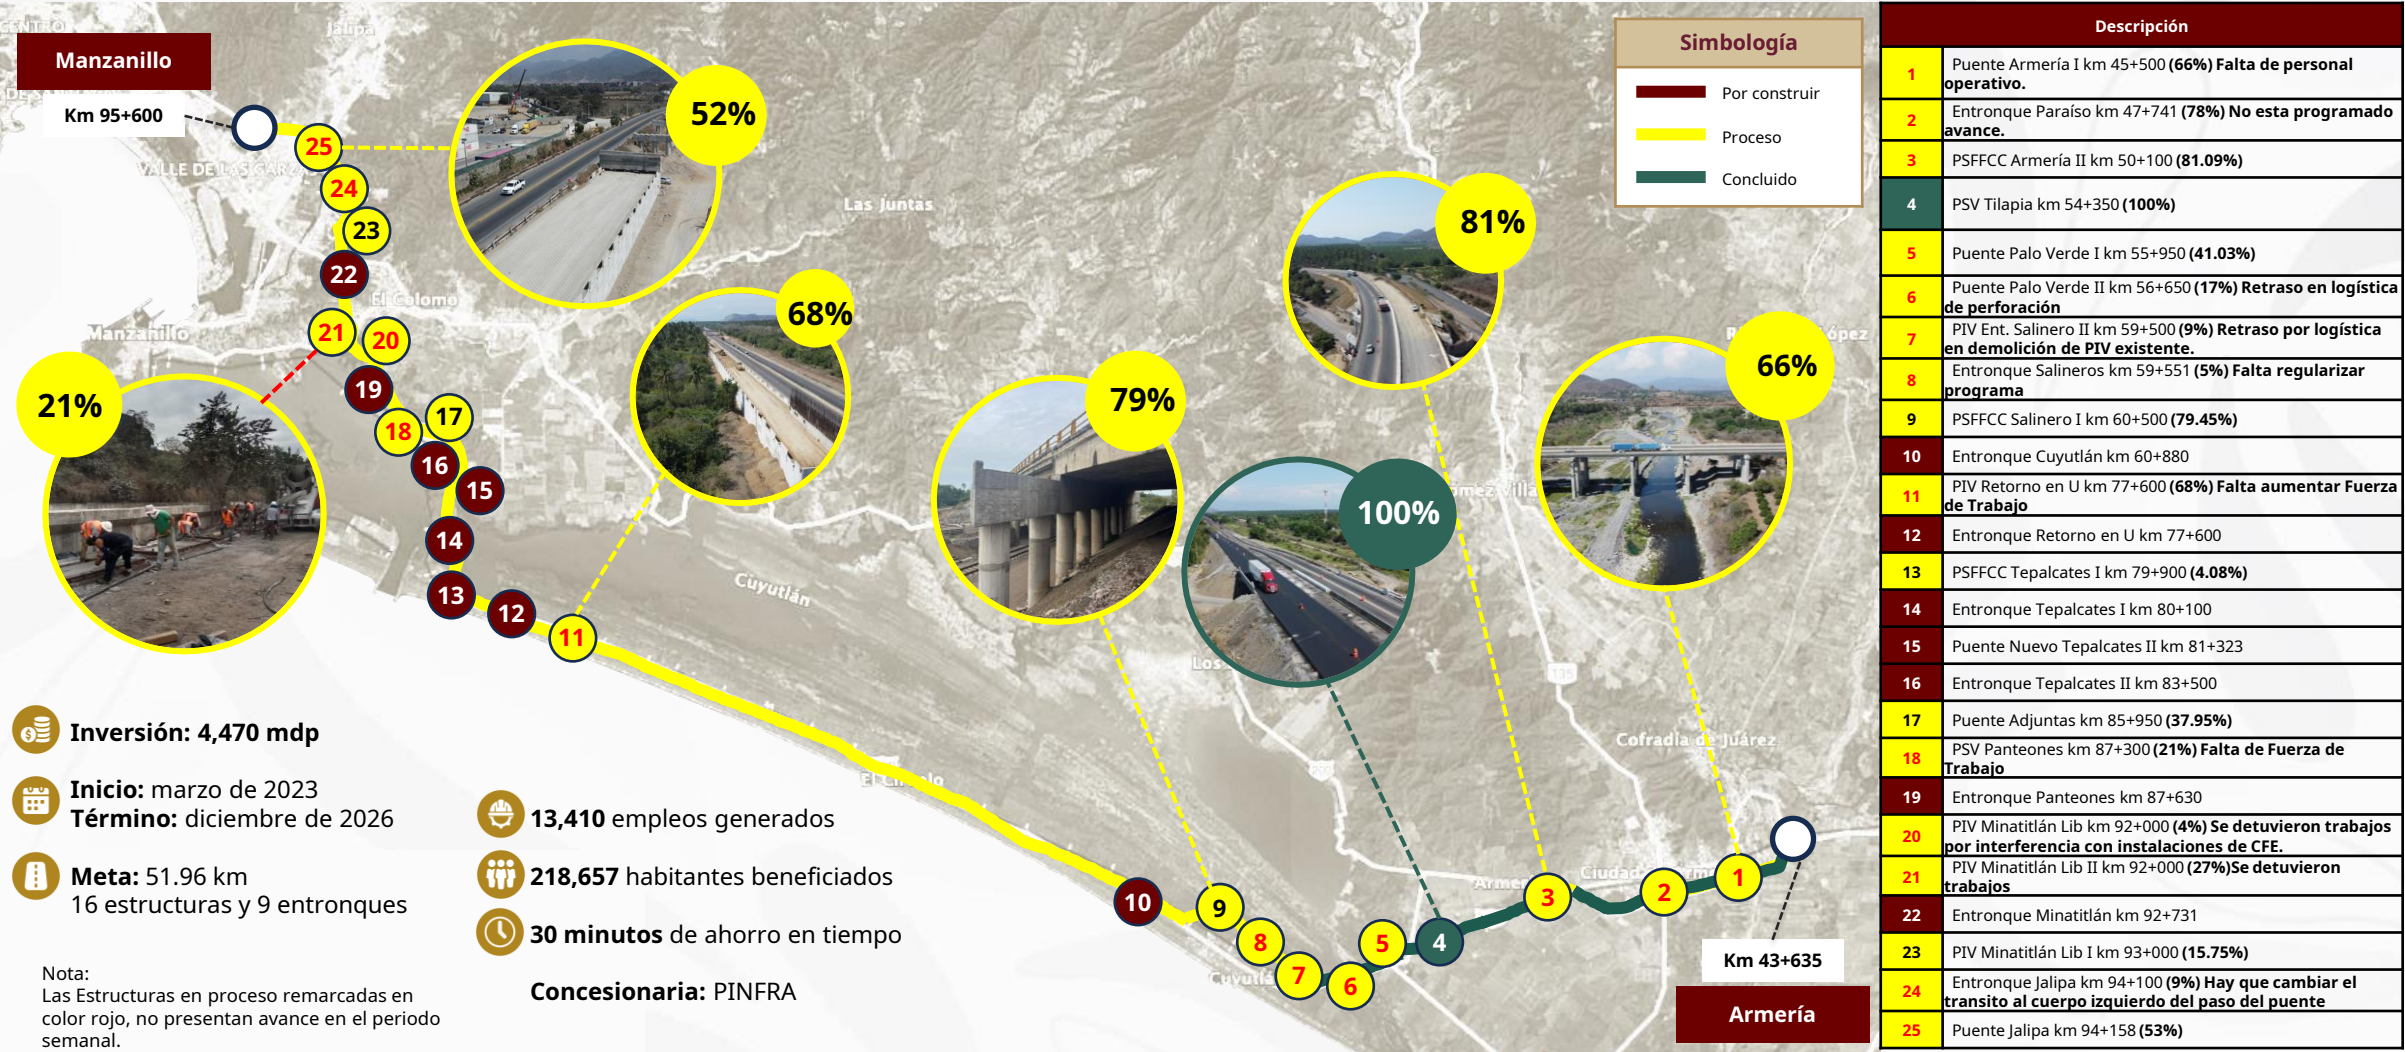 Manzanillo
Km 95+600
Jalipa
CENTRO
VALLE DE LAS GARZAS
Las Juntas
El Colomo
Manzanillo
Cuyutlán
Cofradía de Juárez
52%
68%
21%
79%
81%
100%
66%
25
24
23
22
21
20
19
18
17
16
15
14
13
12
11
10
9
8
7
6
5
4
3
2
1
Km 43+635
Armería
Simbología
Por construir
Proceso
Concluido
Inversión: 4,470 mdp
Inicio: marzo de 2023
Término: diciembre de 2026
Meta: 51.96 km
16 estructuras y 9 entronques
13,410 empleos generados
218,657 habitantes beneficiados
30 minutos de ahorro en tiempo
Concesionaria: PINFRA
Nota:
Las Estructuras en proceso remarcadas en
color rojo, no presentan avance en el periodo
semanal.
Descripción
1 Puente Armería I km 45+500 (66%) Falta de personal
operativo.
2 Entronque Paraíso km 47+741 (78%) No esta programado
avance.
3 PSFFCC Armería II km 50+100 (81.09%)
4 PSV Tilapia km 54+350 (100%)
5 Puente Palo Verde I km 55+950 (41.03%)
6 Puente Palo Verde II km 56+650 (17%) Retraso en logística
de perforación
7 PIV Ent. Salinero II km 59+500 (9%) Retraso por logística
en demolición de PIV existente.
8 Entronque Salineros km 59+551 (5%) Falta regularizar
programa
9 PSFFCC Salinero I km 60+500 (79.45%)
10 Entronque Cuyutlán km 60+880
11 PIV Retorno en U km 77+600 (68%) Falta aumentar Fuerza
de Trabajo
12 Entronque Retorno en U km 77+600
13 PSFFCC Tepalcates I km 79+900 (4.08%)
14 Entronque Tepalcates I km 80+100
15 Puente Nuevo Tepalcates II km 81+323
16 Entronque Tepalcates II km 83+500
17 Puente Adjuntas km 85+950 (37.95%)
18 PSV Panteones km 87+300 (21%) Falta de Fuerza de
Trabajo
19 Entronque Panteones km 87+630
20 PIV Minatitlán Lib km 92+000 (4%) Se detuvieron trabajos
por interferencia con instalaciones de CFE.
21 PIV Minatitlán Lib II km 92+000 (27%)Se detuvieron
trabajos
22 Entronque Minatitlán km 92+731
23 PIV Minatitlán Lib I km 93+000 (15.75%)
24 Entronque Jalipa km 94+100 (9%) Hay que cambiar el
transito al cuerpo izquierdo del paso del puente
25 Puente Jalipa km 94+158 (53%)